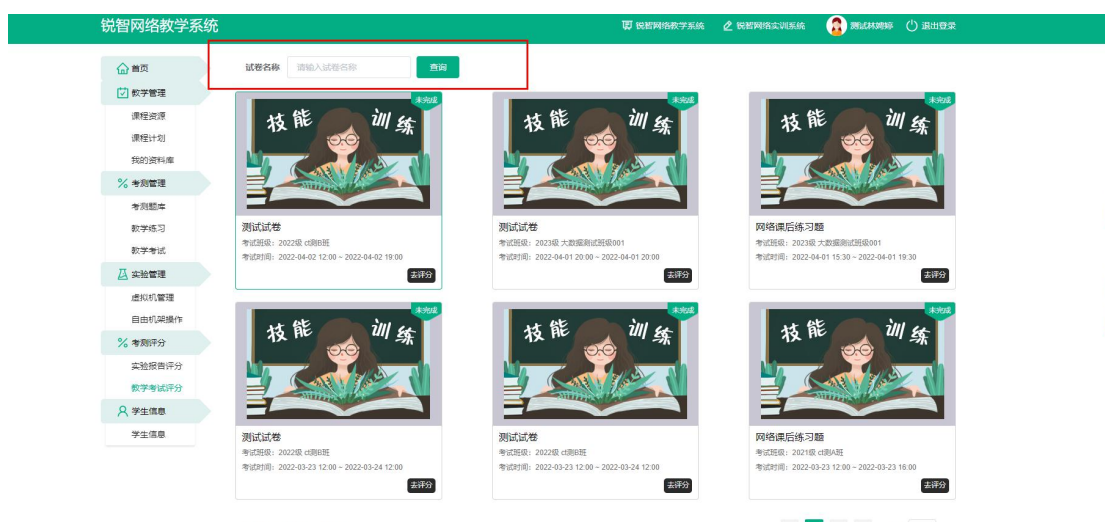 锐智网络教学系统
锐智网络教学系统 锐智网络实训系统 测试林婷婷 退出登录
首页
教学管理
课程资源
课程计划
我的资料库
考测管理
考测题库
教学练习
教学考试
实验管理
虚拟机管理
自由机架操作
考测评分
实验报告评分
教学考试评分
学生信息
学生信息
试卷名称 请输入试卷名称 查询
未完成
技能 训练
测试试卷
考试班级：2022级 ct测B班
考试时间：2022-04-02 12:00 ~ 2022-04-02 19:00
去评分
未完成
技能 训练
测试试卷
考试班级：2023级 大数据测试班级001
考试时间：2022-04-01 20:00 ~ 2022-04-01 20:00
去评分
未完成
技能 训练
网络课后练习题
考试班级：2023级 大数据测试班级001
考试时间：2022-04-01 15:30 ~ 2022-04-01 19:30
去评分
未完成
技能 训练
测试试卷
考试班级：2022级 ct测B班
考试时间：2022-03-23 12:00 ~ 2022-03-24 12:00
去评分
未完成
技能 训练
测试试卷
考试班级：2022级 ct测B班
考试时间：2022-03-23 12:00 ~ 2022-03-24 12:00
去评分
未完成
技能 训练
网络课后练习题
考试班级：2021级 ct测A班
考试时间：2022-03-23 12:00 ~ 2022-03-23 16:00
去评分